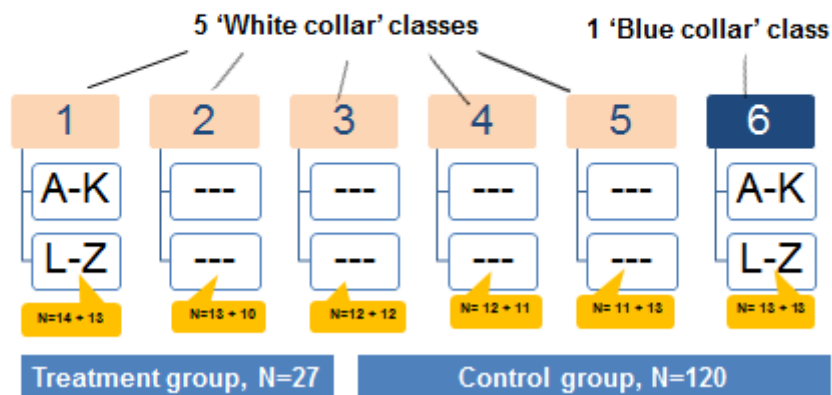 5 ‘White collar’ classes
1 ‘Blue collar’ class
1
2
3
4
5
6
A-K
---
---
---
---
A-K
L-Z
---
---
---
---
L-Z
N=14 + 13
N=13 + 10
N=12 + 12
N= 12 + 11
N= 11 + 13
N= 13 + 13
Treatment group, N=27
Control group, N=120